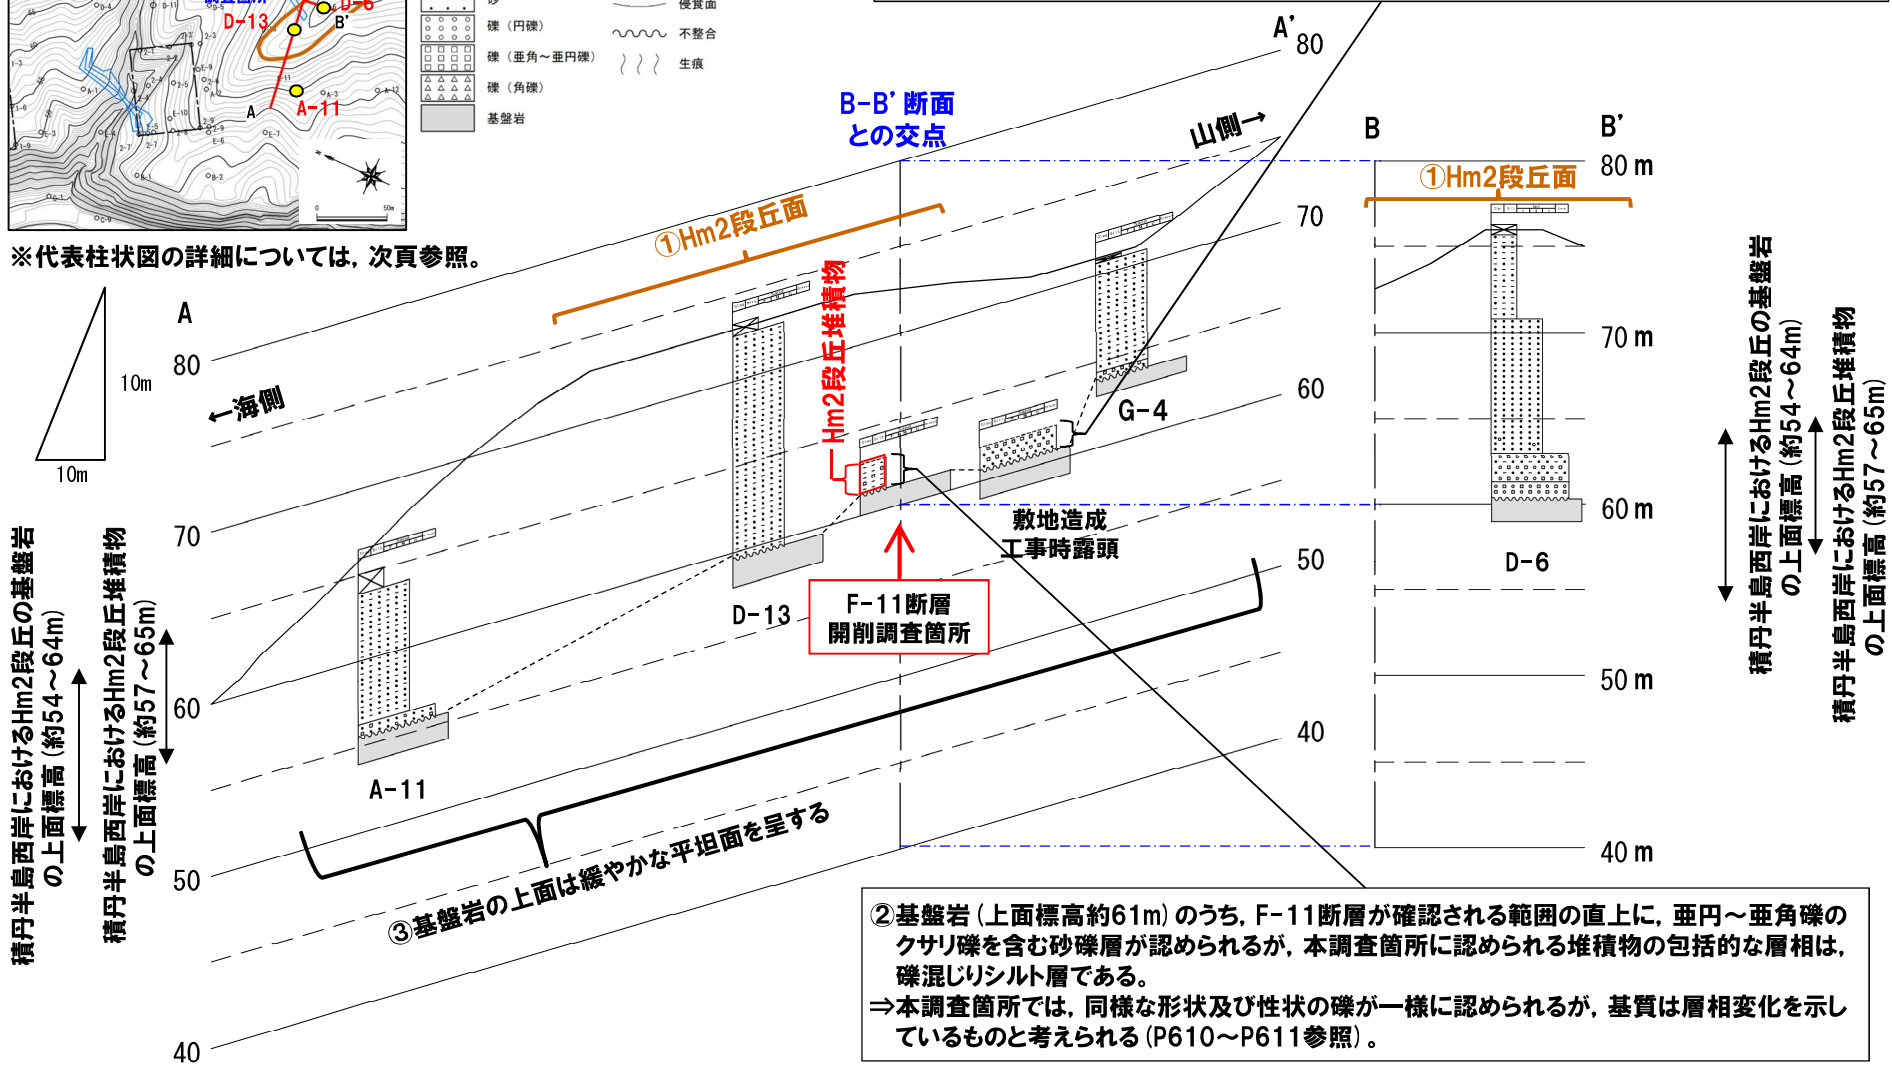 D-13
D-6
B'
A
A-11
50m
礫（円礫）
礫（亜角～亜円礫）
礫（角礫）
基盤岩
侵食面
不整合
生痕
※代表柱状図の詳細については，次頁参照。
A
A'
80
70
60
50
40
80
70
60
50
40
10m
10m
←海側
山側→
①Hm2段丘面
B-B'断面
との交点
Hm2段丘堆積物
A-11
D-13
G-4
敷地造成
工事時露頭
F-11断層
開削調査箇所
③基盤岩の上面は緩やかな平坦面を呈する
B
B'
①Hm2段丘面
80 m
70 m
60 m
50 m
40 m
D-6
積丹半島西岸におけるHm2段丘の基盤岩
の上面標高（約54～64m）
積丹半島西岸におけるHm2段丘堆積物
の上面標高（約57～65m）
積丹半島西岸におけるHm2段丘の基盤岩
の上面標高（約54～64m）
積丹半島西岸におけるHm2段丘堆積物
の上面標高（約57～65m）
②基盤岩（上面標高約61m）のうち，F-11断層が確認される範囲の直上に，亜円～亜角礫の
クサリ礫を含む砂礫層が認められるが，本調査箇所に認められる堆積物の包括的な層相は，
礫混じりシルト層である。
⇒本調査箇所では，同様な形状及び性状の礫が一様に認められるが，基質は層相変化を示し
ているものと考えられる（P610～P611参照）。